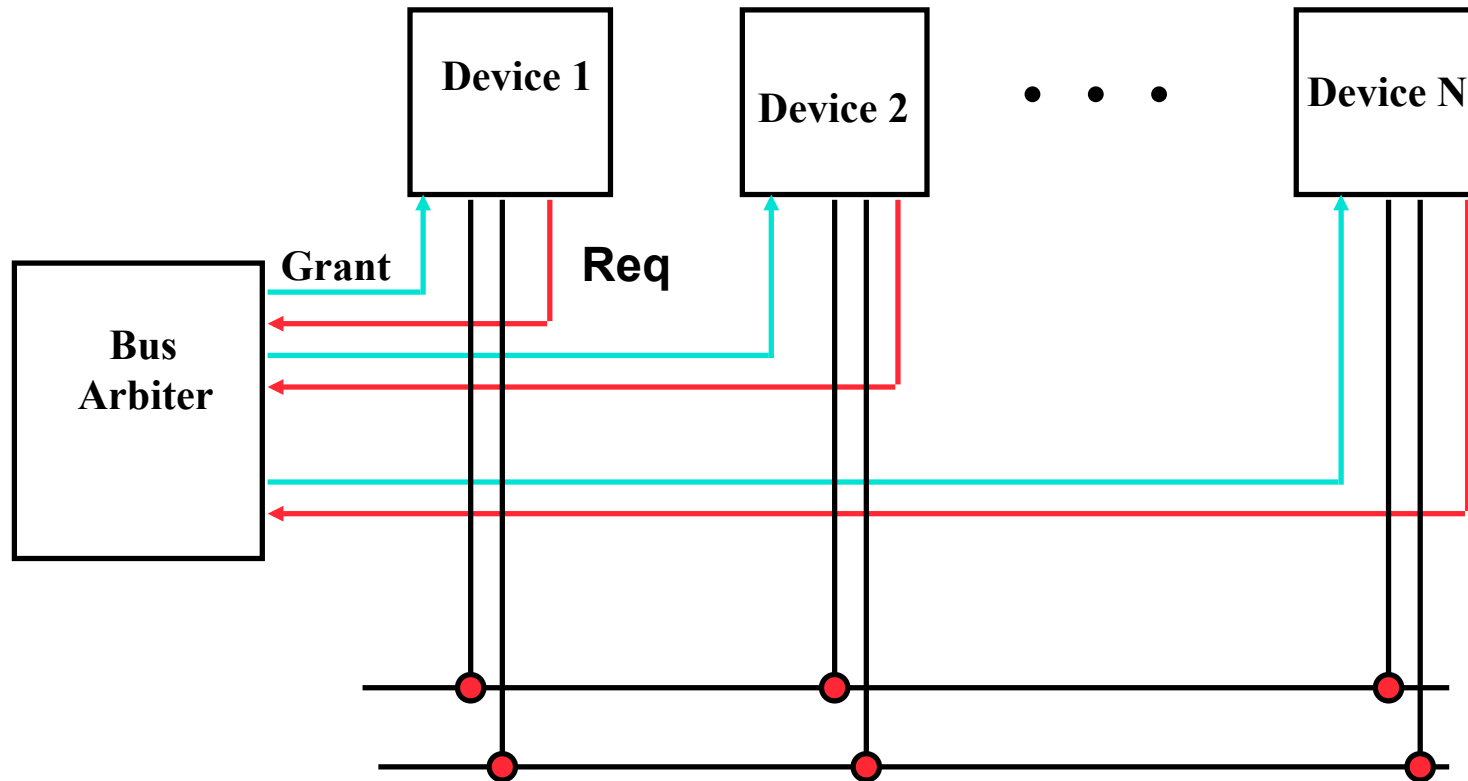 Device 1
Device 2
Device N
Grant
Req
Bus
Arbiter